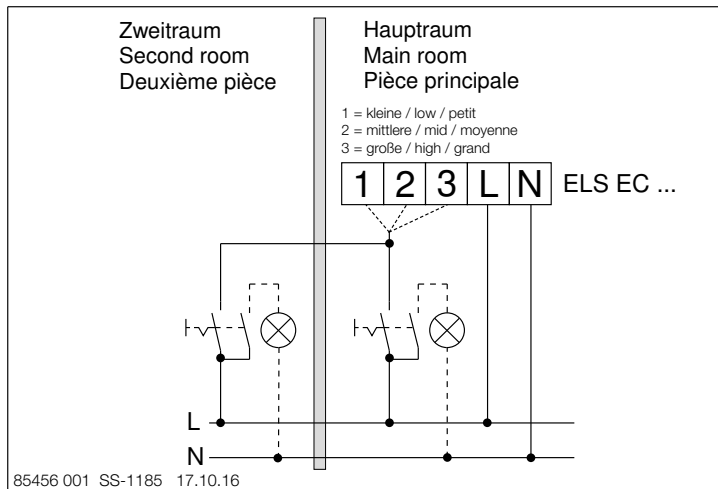 Zweitraum
Second room
Deuxième pièce
Hauptraum
Main room
Pièce principale
1 = kleine / low / petit
2 = mittlere / mid / moyenne
3 = große / high / grand
1 2 3 L N ELS EC ...
L
N
85456 001 SS-1185 17.10.16